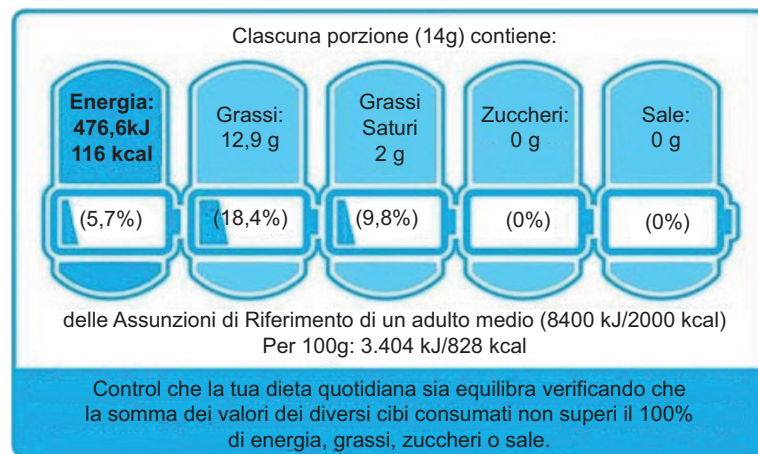 Clascuna porzione (14g) contiene:
Energia:
476,6kJ
116 kcal
Grassi:
12,9 g
Grassi
Saturi
2 g
Zuccheri:
0 g
Sale:
0 g
(5,7%)
(18,4%)
(9,8%)
(0%)
(0%)
delle Assunzioni di Riferimento di un adulto medio (8400 kJ/2000 kcal)
Per 100g: 3.404 kJ/828 kcal
Control che la tua dieta quotidiana sia equilibra verificando che
la somma dei valori dei diversi cibi consumati non superi il 100%
di energia, grassi, zuccheri o sale.